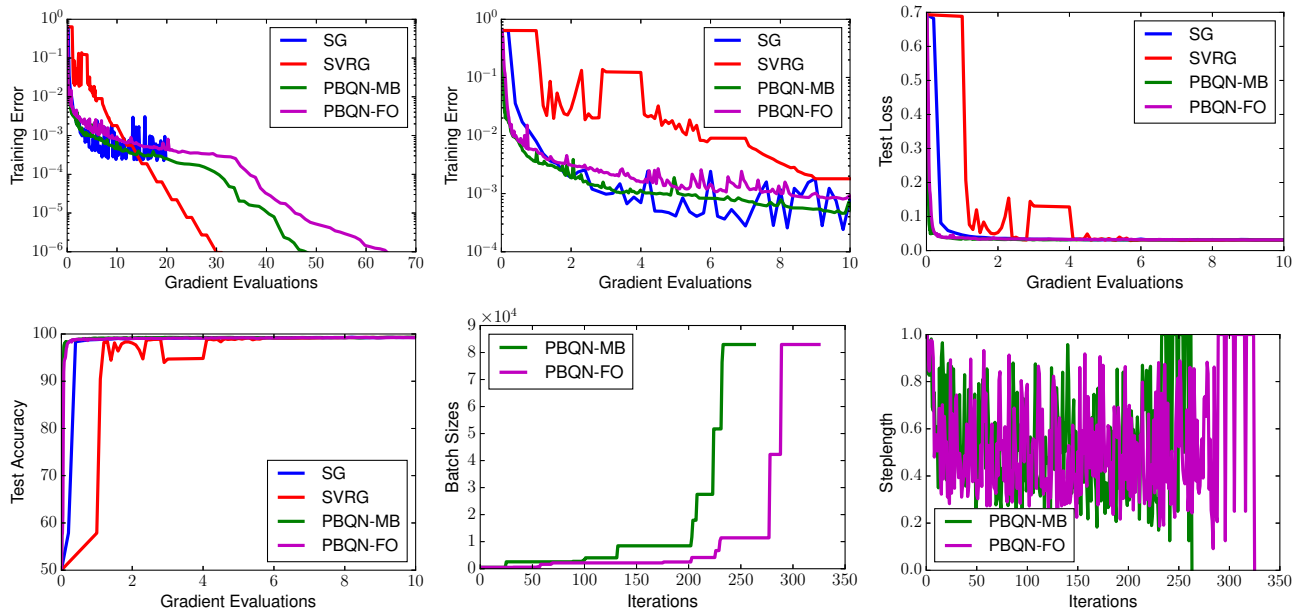 10^0
10^-1
10^-2
10^-3
10^-4
10^-5
10^-6
0 10 20 30 40 50 60 70
Training Error
Gradient Evaluations
SG
SVRG
PBQN-MB
PBQN-FO
10^0
10^-1
10^-2
10^-3
10^-4
0 2 4 6 8 10
Training Error
Gradient Evaluations
SG
SVRG
PBQN-MB
PBQN-FO
0.7
0.6
0.5
0.4
0.3
0.2
0.1
0.0
0 2 4 6 8 10
Test Loss
Gradient Evaluations
SG
SVRG
PBQN-MB
PBQN-FO
100
90
80
70
60
50
0 2 4 6 8 10
Test Accuracy
Gradient Evaluations
SG
SVRG
PBQN-MB
PBQN-FO
×10^4
9
8
7
6
5
4
3
2
1
0
0 50 100 150 200 250 300 350
Batch Sizes
Iterations
PBQN-MB
PBQN-FO
1.0
0.8
0.6
0.4
0.2
0.0
0 50 100 150 200 250 300 350
Steplength
Iterations
PBQN-MB
PBQN-FO